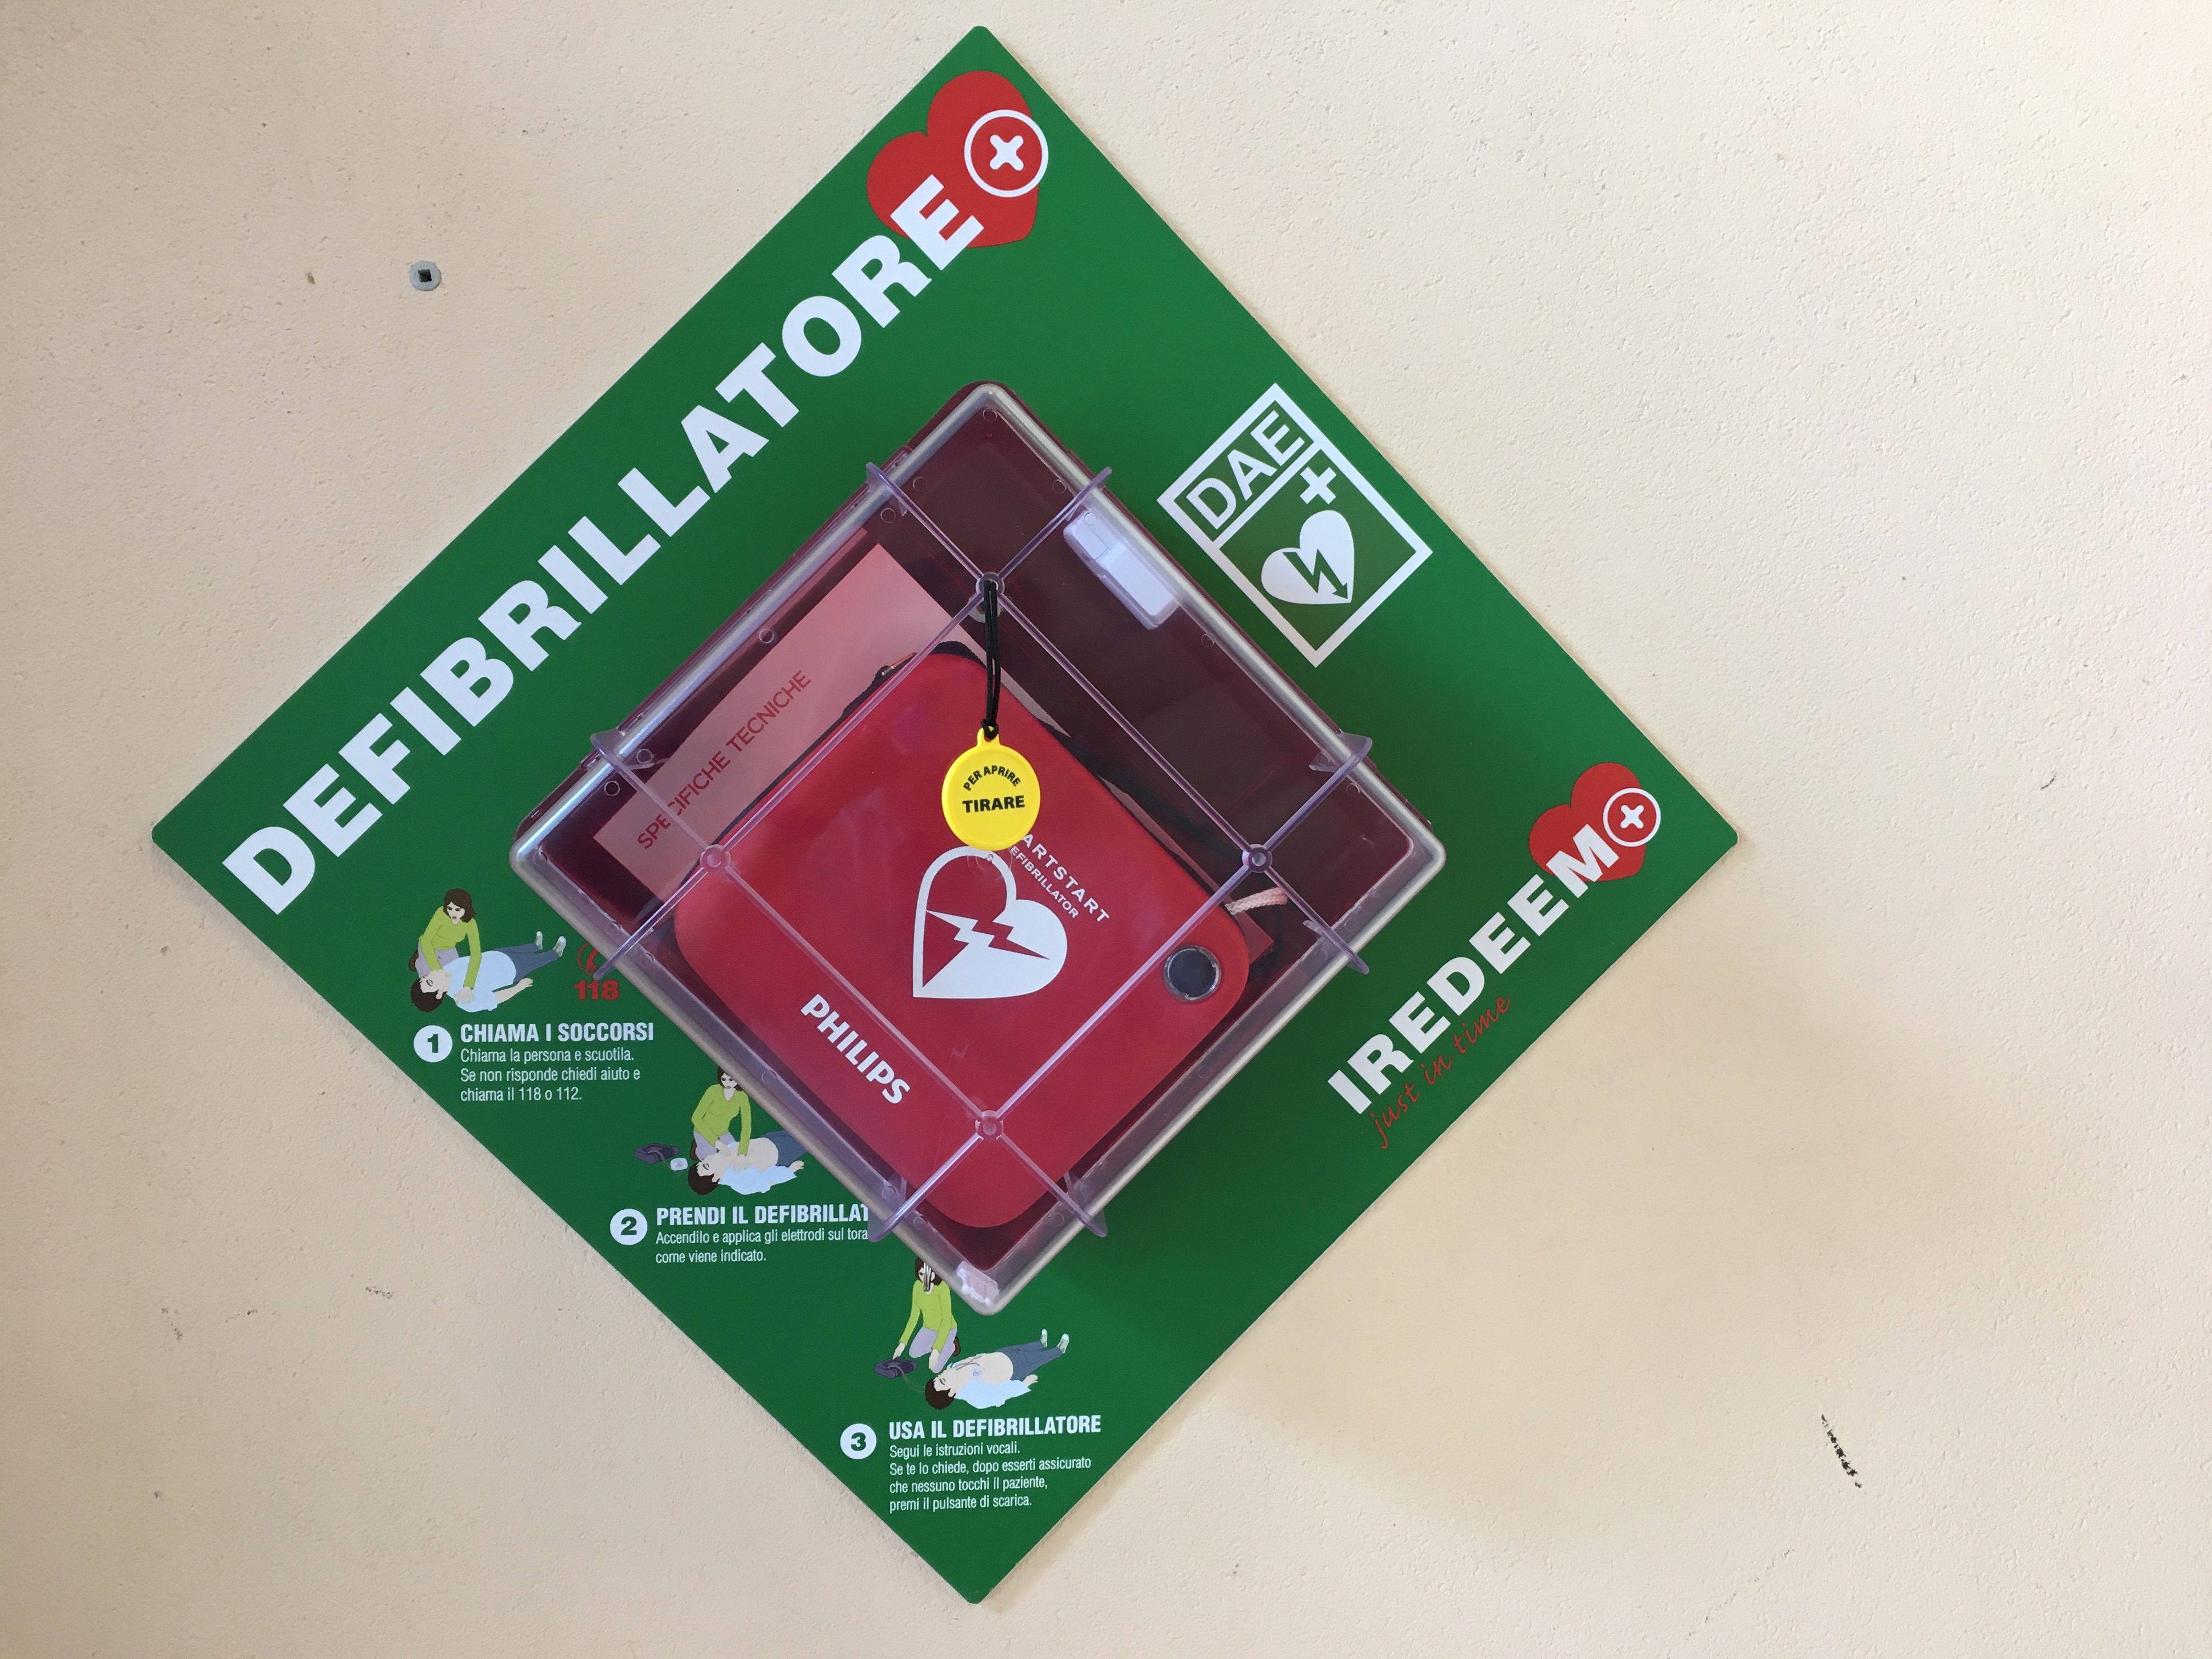 DEFIBRILLATORE
DAE
SPECIFICHE TECNICHE
PER APRIRE
TIRARE
ARTSTART
EFIBRILLATOR
PHILIPS
IREDEEM
just in time
118
1 CHIAMA I SOCCORSI
Chiama la persona e scuotila.
Se non risponde chiedi aiuto e
chiama il 118 o 112.
2 PRENDI IL DEFIBRILLAT
Accendilo e applica gli elettrodi sul tora
come viene indicato.
3 USA IL DEFIBRILLATORE
Segui le istruzioni vocali.
Se te lo chiede, dopo esserti assicurato
che nessuno tocchi il paziente,
premi il pulsante di scarica.